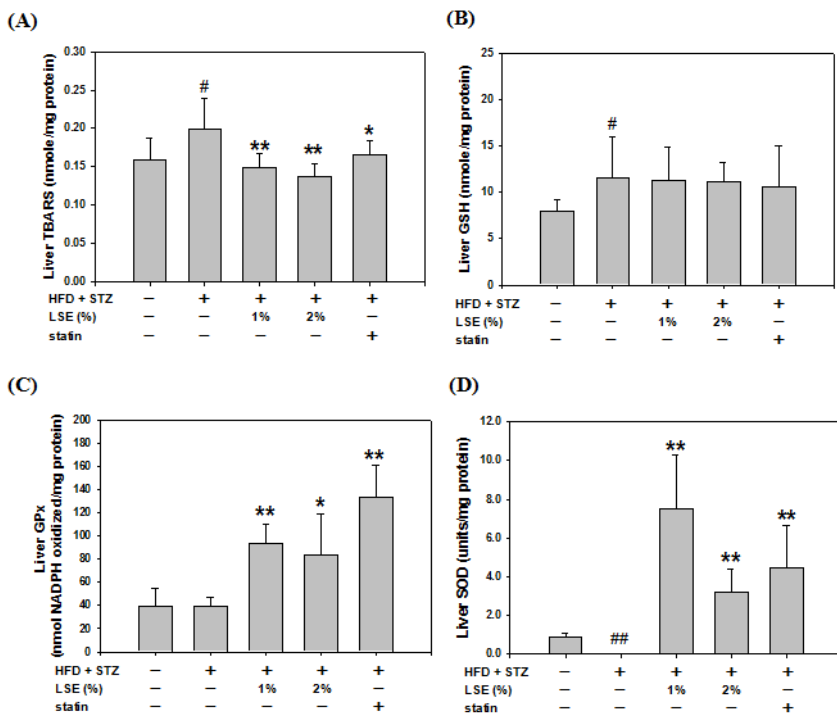 (A)
Liver TBARS (nmole/mg protein)
0.30
0.25
0.20
0.15
0.10
0.05
0.00
#
**
**
*
HFD + STZ − + + + +
LSE (%) − − 1% 2% −
statin − − − − +
(B)
Liver GSH (nmole/mg protein)
25
20
15
10
5
0
#
HFD + STZ − + + + +
LSE (%) − − 1% 2% −
statin − − − − +
(C)
Liver GPx
(nmol NADPH oxidized/mg protein)
200
180
160
140
120
100
80
60
40
20
0
**
*
**
HFD + STZ − + + + +
LSE (%) − − 1% 2% −
statin − − − − +
(D)
Liver SOD (units/mg protein)
12.0
10.0
8.0
6.0
4.0
2.0
0.0
##
**
**
**
HFD + STZ − + + + +
LSE (%) − − 1% 2% −
statin − − − − +